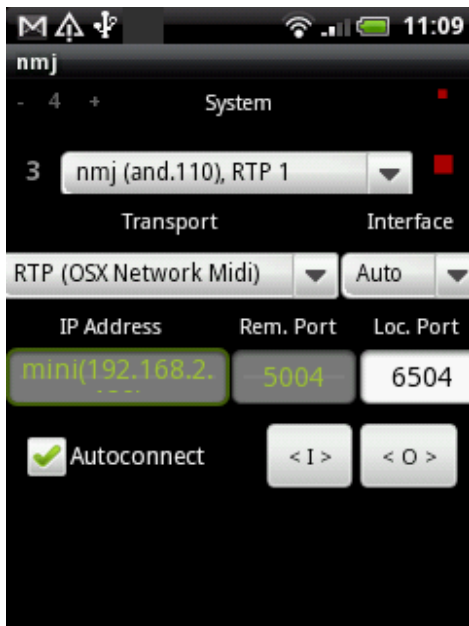 11:09
nmj
- 4 + System
3 nmj (and.110), RTP 1
Transport Interface
RTP (OSX Network Midi) Auto
IP Address Rem. Port Loc. Port
mini(192.168.2. 5004 6504
Autoconnect < I > < O >